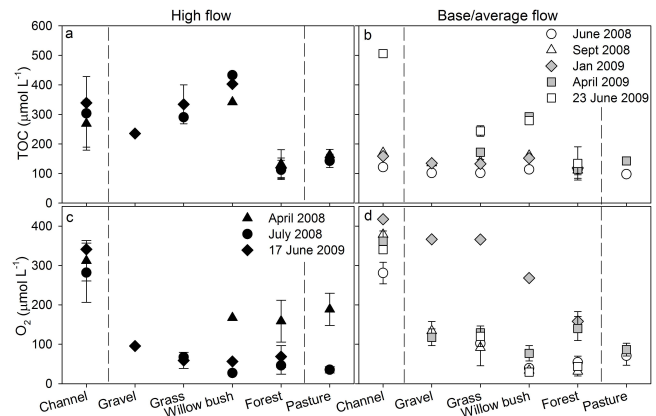 High flow
Base/average flow
600
500
400
300
200
100
0
TOC (μmol L⁻¹)
a
b
June 2008
Sept 2008
Jan 2009
April 2009
23 June 2009
400
300
200
100
0
O₂ (μmol L⁻¹)
c
April 2008
July 2008
17 June 2009
d
Channel
Gravel
Grass
Willow bush
Forest
Pasture
Channel
Gravel
Grass
Willow bush
Forest
Pasture